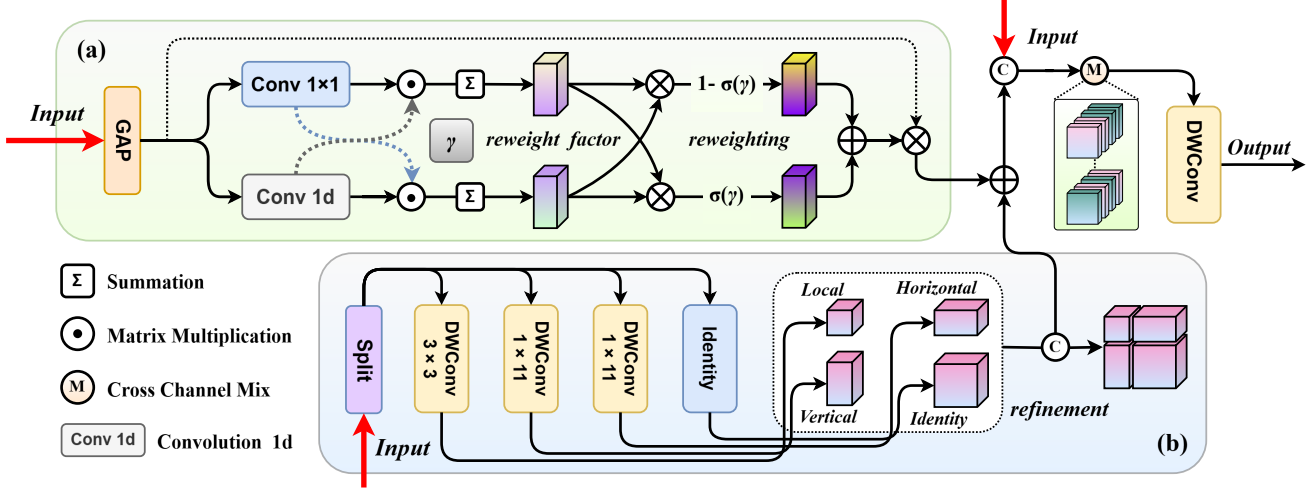 (a)
Input
GAP
Conv 1×1
Conv 1d
Σ
Σ
γ
reweight factor
1- σ(γ)
reweighting
σ(γ)
C
Input
M
DWConv
Output
Σ Summation
Matrix Multiplication
M Cross Channel Mix
Conv 1d Convolution 1d
Split
Input
DWConv
3 × 3
DWConv
1 × 11
DWConv
1 × 11
Identity
Local
Horizontal
Vertical
Identity
C
refinement
(b)